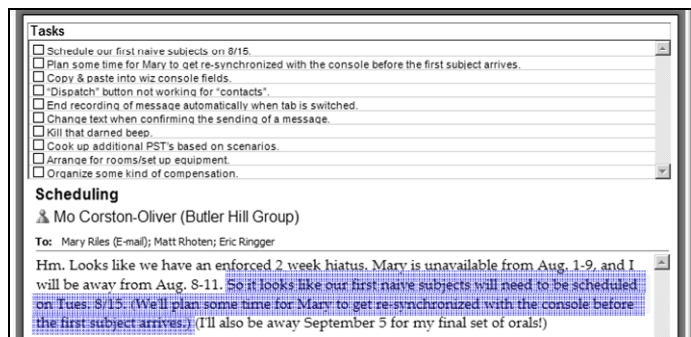 Tasks
Schedule our first naive subjects on 8/15.
Plan some time for Mary to get re-synchronized with the console before the first subject arrives.
Copy & paste into wiz console fields.
"Dispatch" button not working for "contacts".
End recording of message automatically when tab is switched.
Change text when confirming the sending of a message.
Kill that darned beep.
Cook up additional PST's based on scenarios.
Arrange for rooms/set up equipment.
Organize some kind of compensation.
Scheduling
Mo Corston-Oliver (Butler Hill Group)
To: Mary Riles (E-mail); Matt Rhoten; Eric Ringger
Hm. Looks like we have an enforced 2 week hiatus. Mary is unavailable from Aug. 1-9, and I
will be away from Aug. 8-11. So it looks like our first naive subjects will need to be scheduled
on Tues. 8/15. (We'll plan some time for Mary to get re-synchronized with the console before
the first subject arrives.) (I'll also be away September 5 for my final set of orals!)